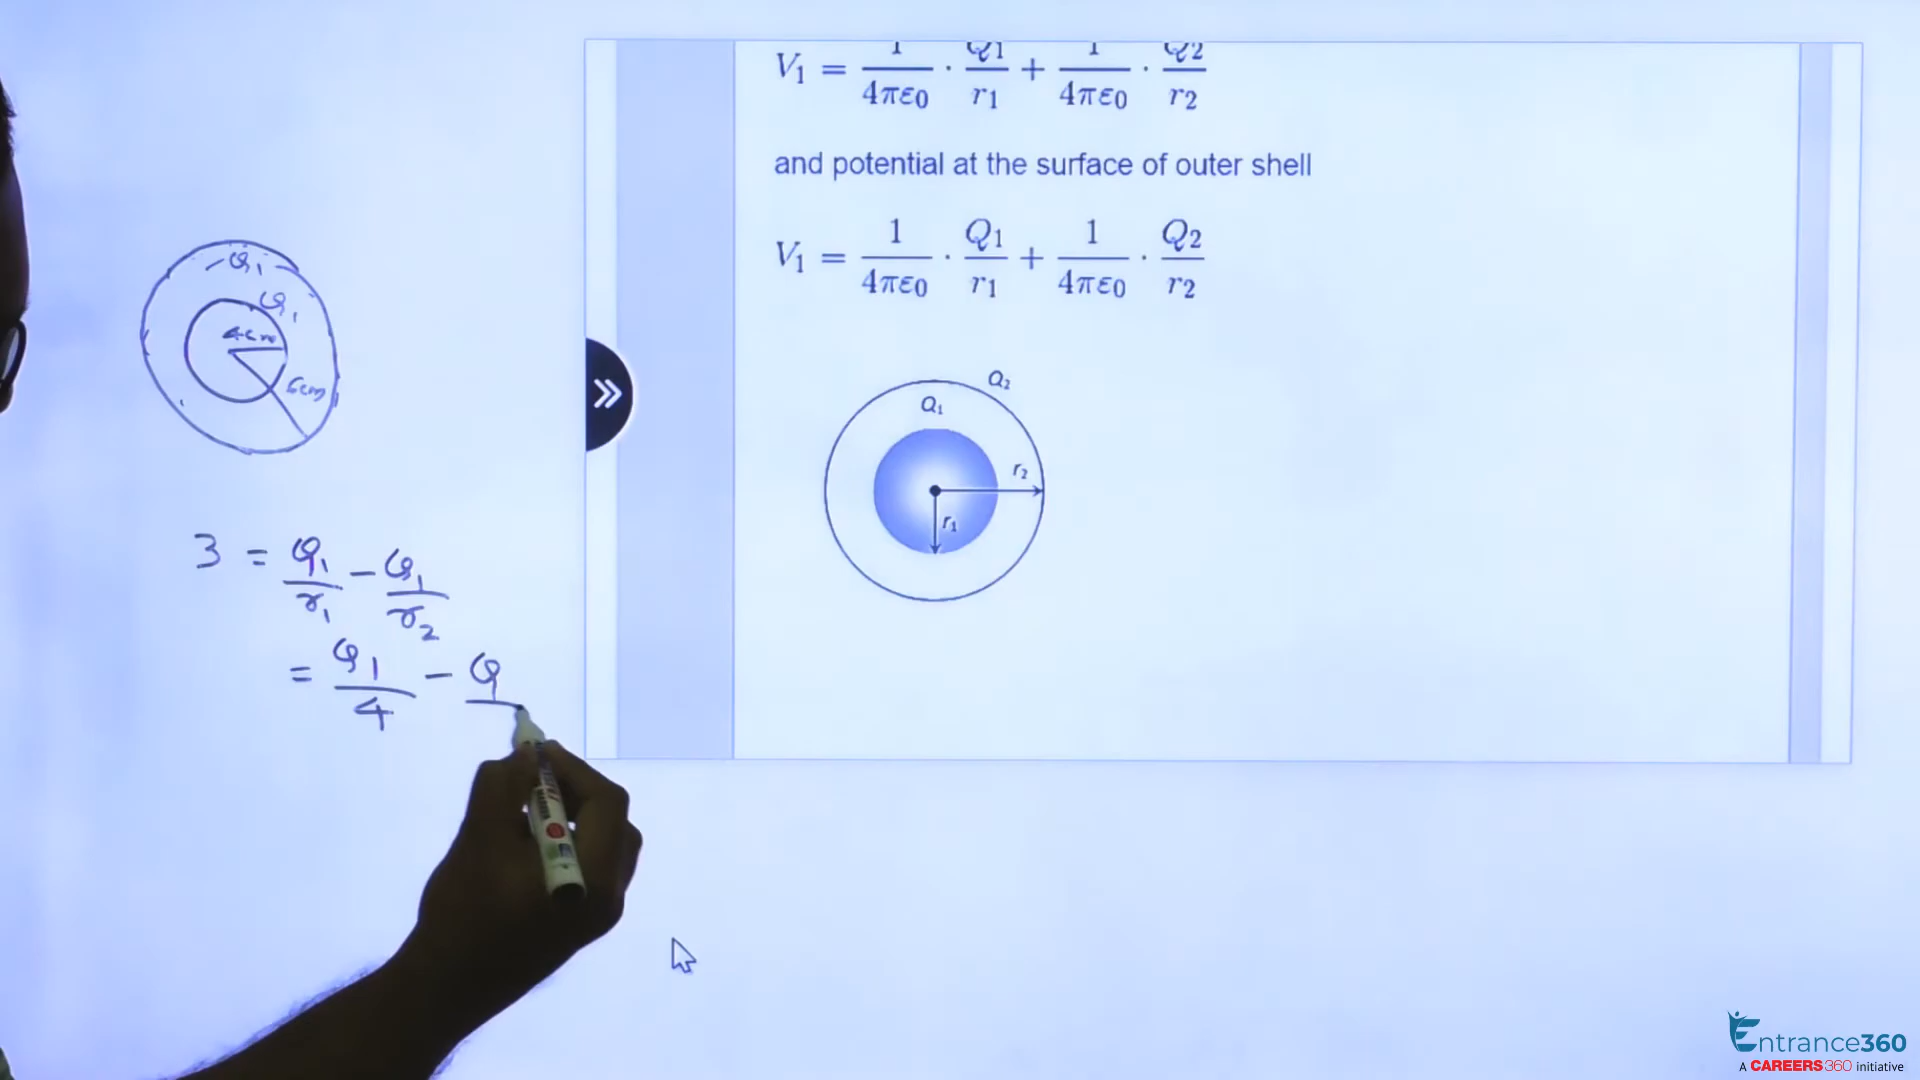 V₁ = 1/4πε0 · Q1/r1 + 1/4πε0 · Q2/r2
and potential at the surface of outer shell
V₁ = 1/4πε0 · Q1/r1 + 1/4πε0 · Q2/r2
-Q₁
Q₁
4cm
6cm
Q₂
Q₁
r₂
r₁
3 = Q₁/r₁ - Q₁/r₂
= Q₁/4 - Q
Entrance360
A CAREERS360 initiative